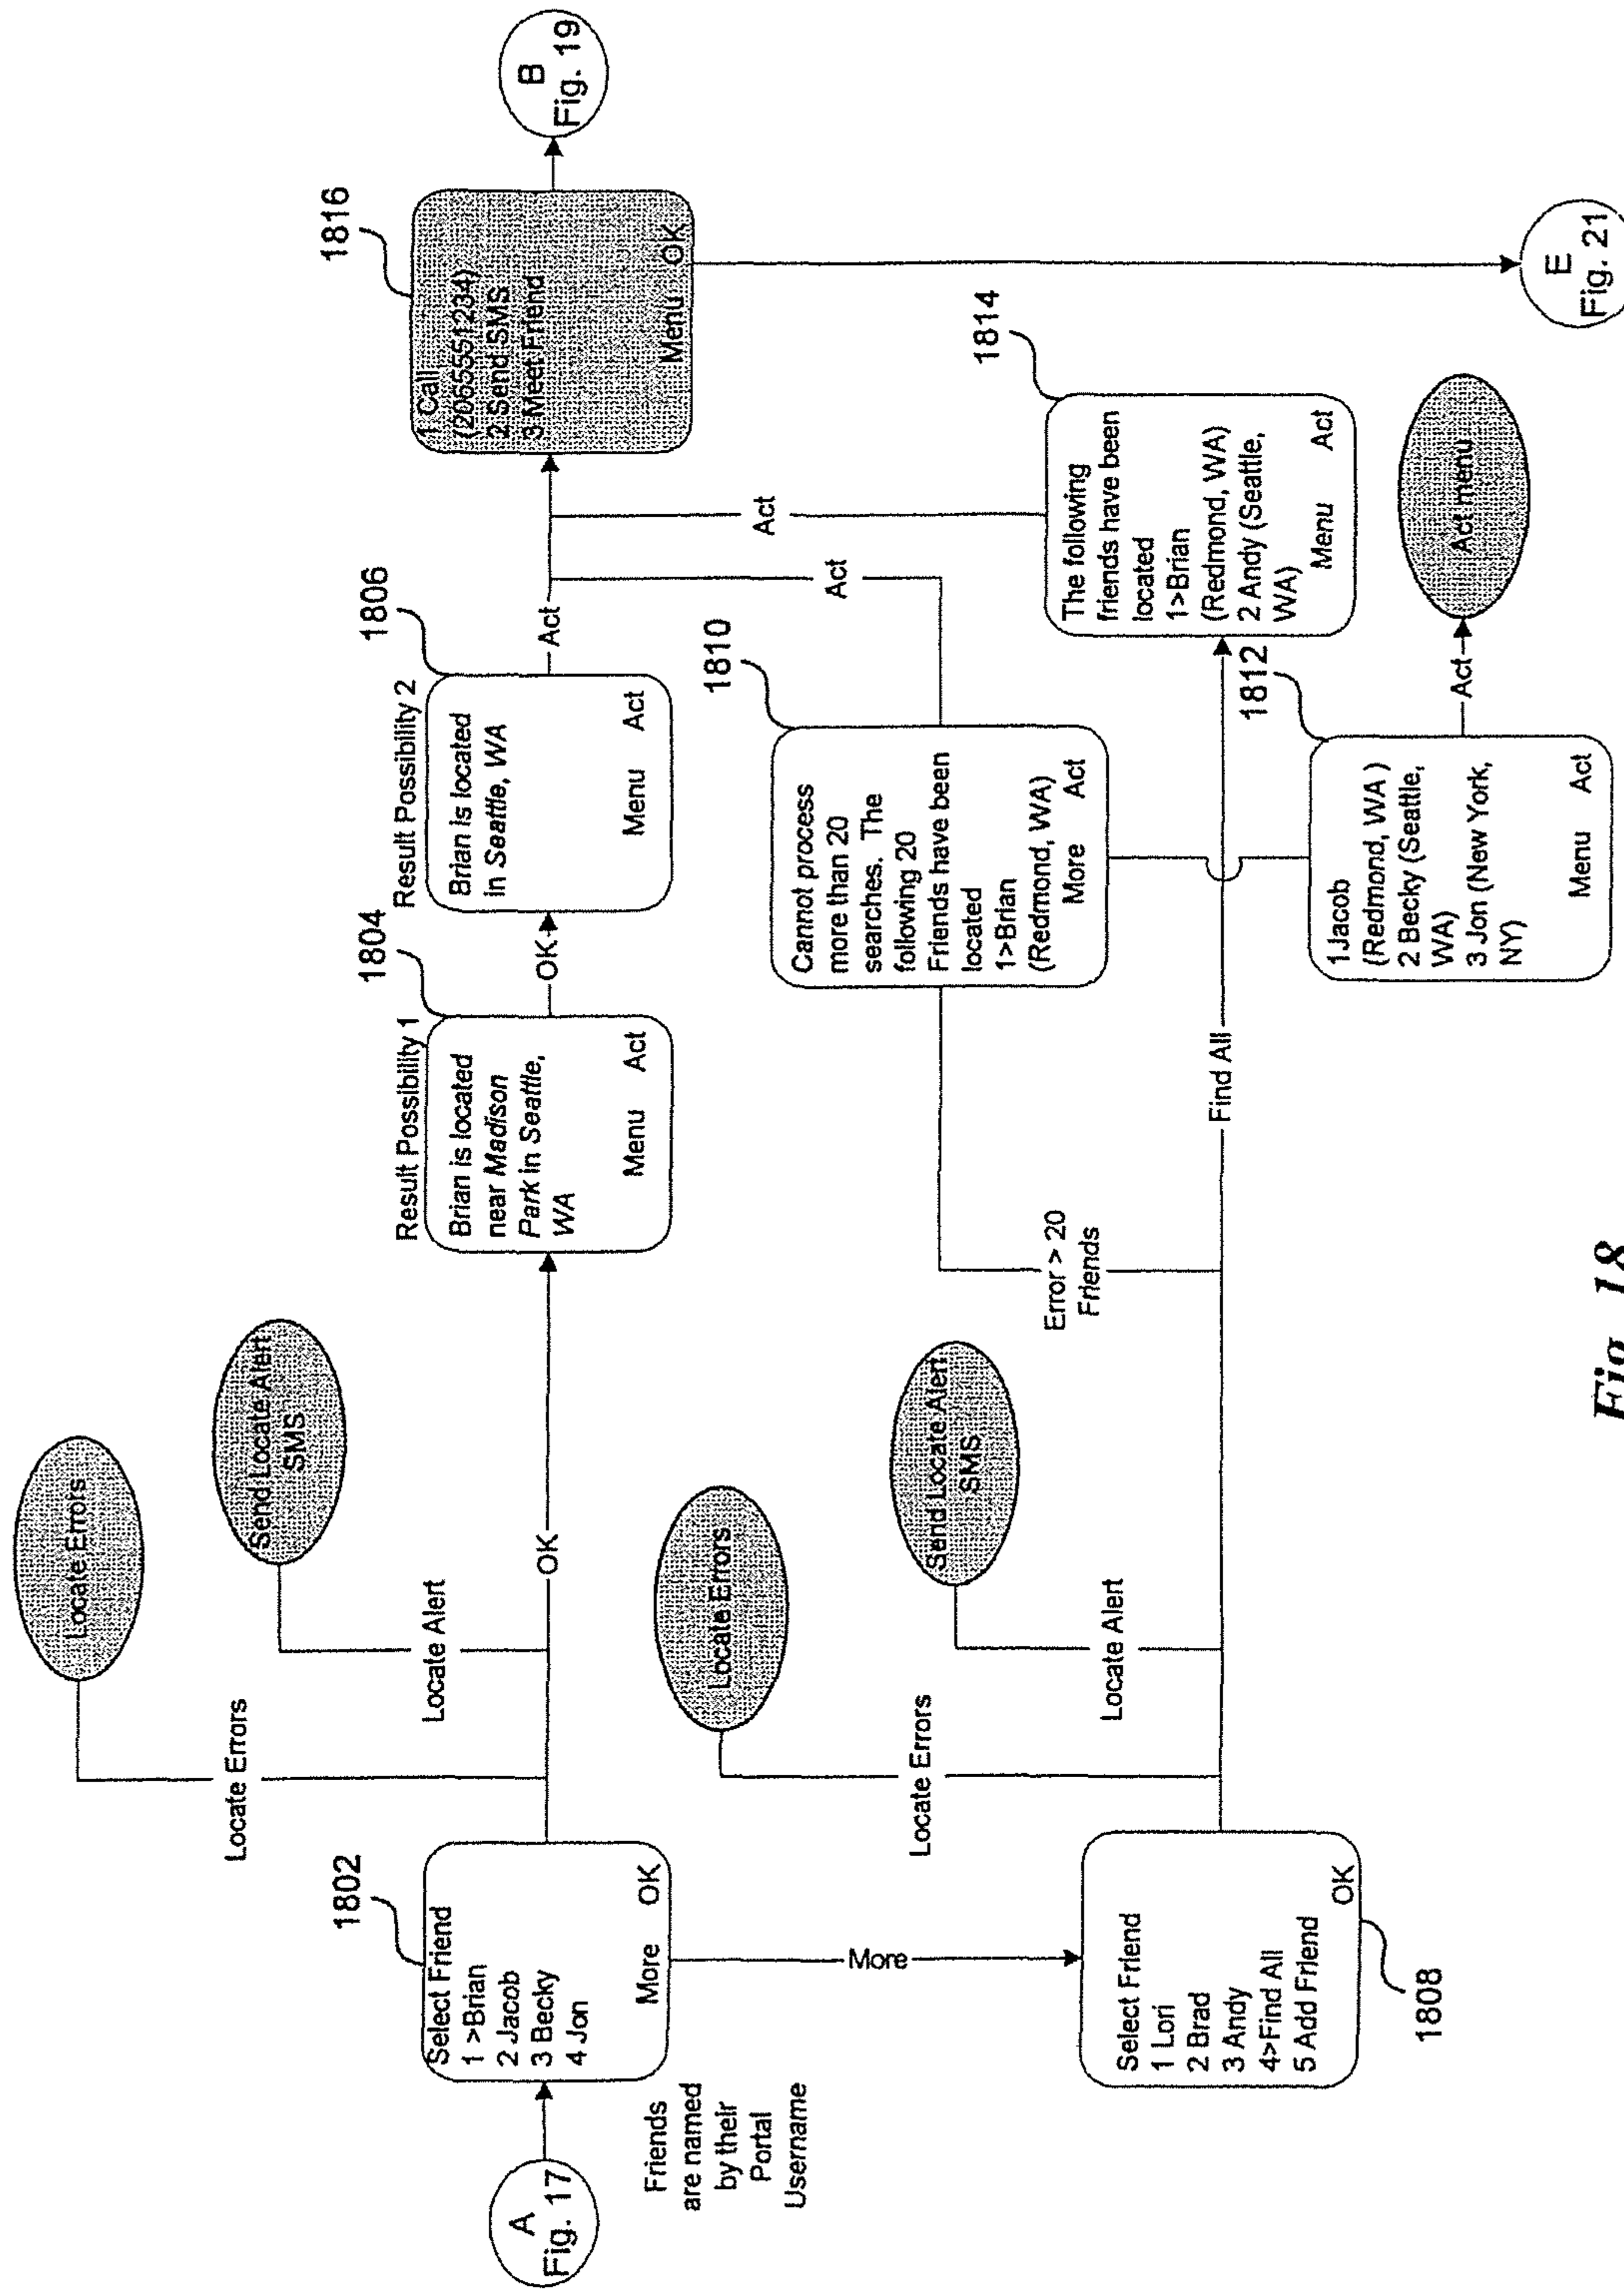 Locate Errors
Locate Errors
Send Locate Alert
SMS
Locate Alert
A
Fig. 17
1802
Select Friend
1 >Brian
2 Jacob
3 Becky
4 Jon
More OK
OK
Result Possibility 1
1804
Brian is located
near Madison
Park in Seattle,
WA
Menu Act
OK
Result Possibility 2
1806
Brian is located
in Seattle, WA
Menu Act
Act
1816
1 Call
(2065551234)
2 Send SMS
3 Meet Friend
Menu OK
B
Fig. 19
Friends
are named
by their
Portal
Username
More
Locate Errors
Locate Errors
Send Locate Alert
SMS
Locate Alert
Error > 20
Friends
1810
Cannot process
more than 20
searches. The
following 20
Friends have been
located
1>Brian
(Redmond, WA)
More Act
Act
Act
1814
The following
friends have been
located
1>Brian
(Redmond, WA)
2 Andy (Seattle,
WA)
Menu Act
Select Friend
1 Lori
2 Brad
3 Andy
4>Find All
5 Add Friend
OK
1808
Find All
1812
1Jacob
(Redmond, WA )
2 Becky (Seattle,
WA)
3 Jon (New York,
NY)
Menu Act
Act
Act menu
E
Fig. 21
Fig. 18